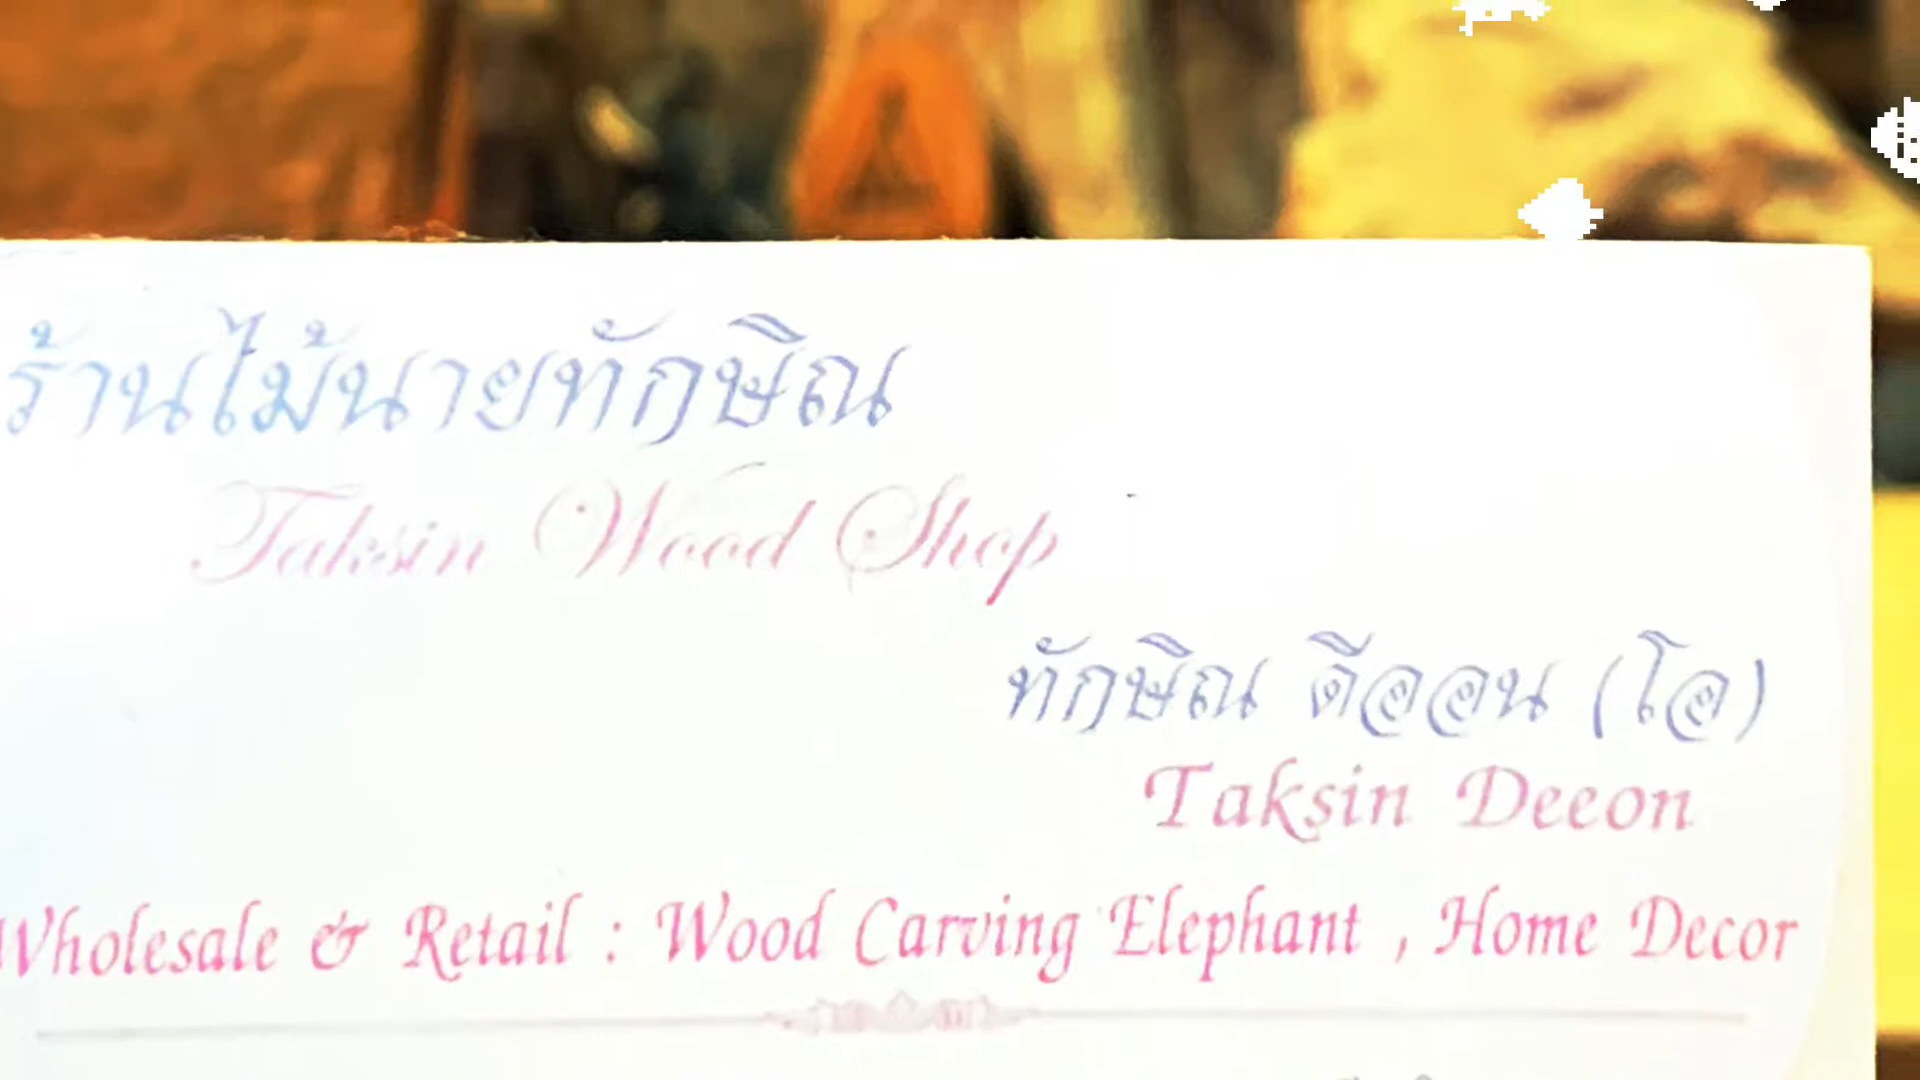 ร้านไม้นายทักษิณ
Taksin Wood Shop
ทักษิณ ดีออน (โอ)
Taksin Deeon
Wholesale & Retail : Wood Carving Elephant , Home Decor